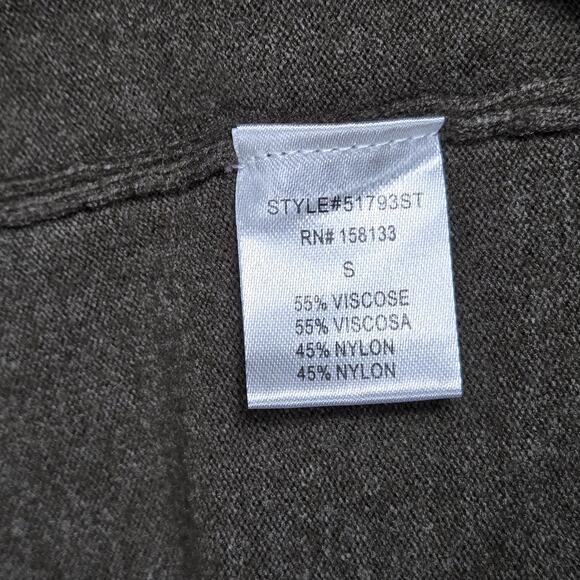 STYLE#51793ST
RN# 158133
S
55% VISCOSE
55% VISCOSA
45% NYLON
45% NYLON